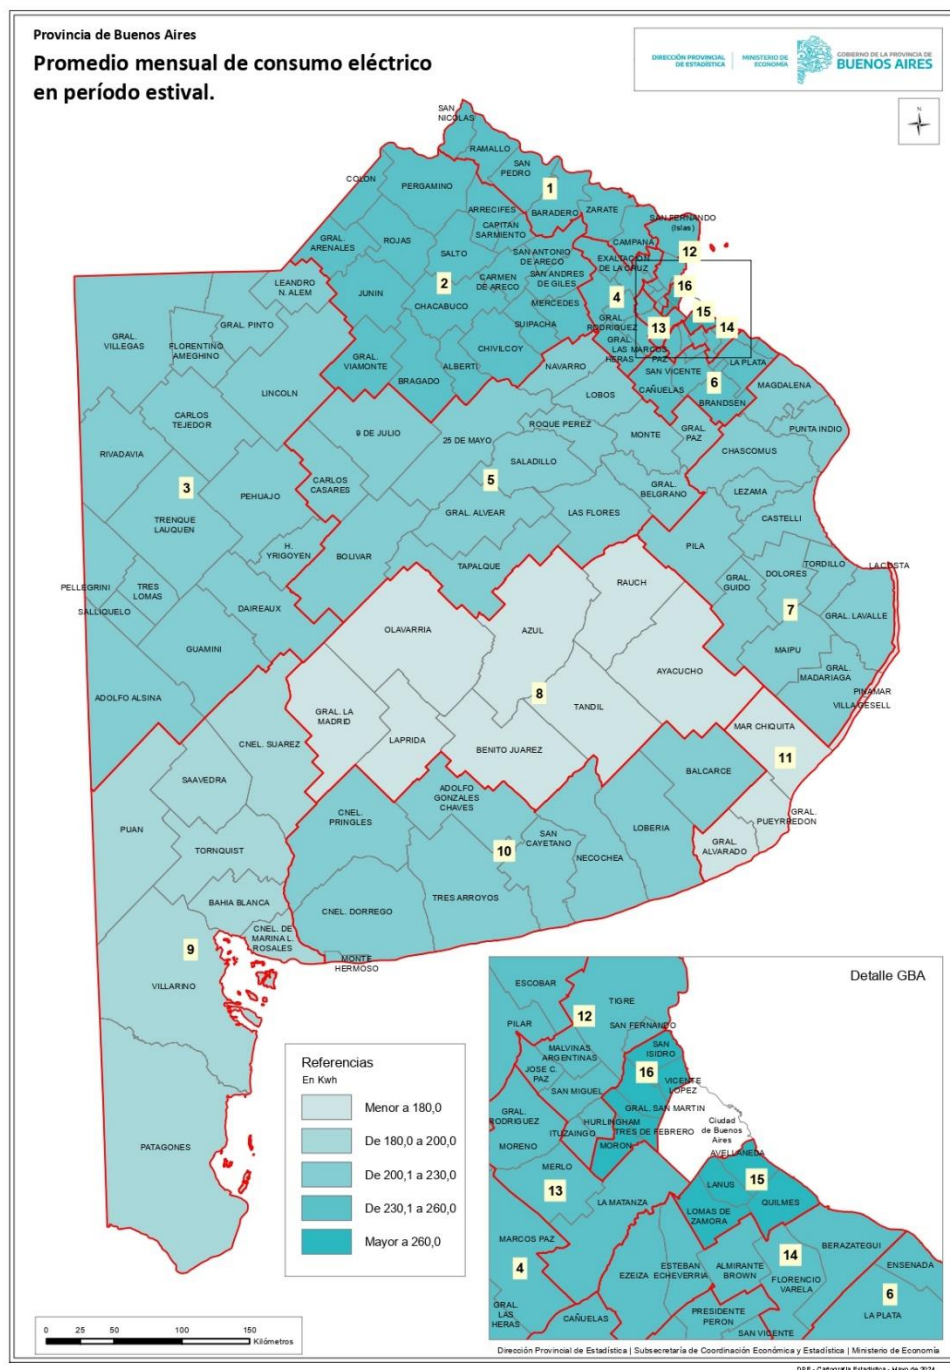 Provincia de Buenos Aires
Promedio mensual de consumo eléctrico
en período estival.
DIRECCIÓN PROVINCIAL
DE ESTADÍSTICA
MINISTERIO DE
ECONOMÍA
GOBIERNO DE LA PROVINCIA DE
BUENOS AIRES
N
SAN
NICOLAS
RAMALLO
SAN
PEDRO
1
COLON
PERGAMINO
ARRECIFES
BARADERO
ZARATE
SAN FERNANDO
(Islas)
CAPITAN
SARMIENTO
GRAL.
ARENALES
ROJAS
SALTO
SAN ANTONIO
DE ARECO
CAMPANA
12
EXALTACION
DE LA CRUZ
LEANDRO
N. ALEM
JUNIN
2
CARMEN
DE ARECO
SAN ANDRES
DE GILES
16
CHACABUCO
MERCEDES
4
15
GRAL.
VILLEGAS
GRAL. PINTO
FLORENTINO
AMEGHINO
SUIPACHA
GRAL.
RODRIGUEZ
13
14
GRAL.
VIAMONTE
CHIVILCOY
GRAL.
LAS
HERAS
MARCOS
PAZ
ALBERTI
BRAGADO
NAVARRO
SAN VICENTE
LA PLATA
CAÑUELAS
6
BRANDSEN
MAGDALENA
LINCOLN
LOBOS
CARLOS
TEJEDOR
9 DE JULIO
25 DE MAYO
ROQUE PEREZ
MONTE
GRAL.
PAZ
PUNTA INDIO
CHASCOMUS
RIVADAVIA
SALADILLO
3
PEHUAJO
CARLOS
CASARES
5
GRAL.
BELGRANO
LEZAMA
TRENQUE
LAUQUEN
GRAL. ALVEAR
LAS FLORES
CASTELLI
H.
YRIGOYEN
BOLIVAR
TAPALQUE
PILA
TORDILLO
LA COSTA
DOLORES
PELLEGRINI
TRES
LOMAS
RAUCH
GRAL.
GUIDO
SALLIQUELO
DAIREAUX
7
GRAL. LAVALLE
OLAVARRIA
AZUL
GUAMINI
MAIPU
AYACUCHO
GRAL.
MADARIAGA
ADOLFO ALSINA
8
PINAMAR
VILLA GESELL
TANDIL
GRAL. LA
MADRID
MAR CHIQUITA
CNEL. SUAREZ
LAPRIDA
BENITO JUAREZ
11
BALCARCE
SAAVEDRA
ADOLFO
GONZALES
CHAVES
GRAL.
PUEYRREDON
CNEL.
PRINGLES
PUAN
LOBERIA
SAN
CAYETANO
GRAL.
ALVARADO
TORNQUIST
10
NECOCHEA
TRES ARROYOS
BAHIA BLANCA
CNEL. DORREGO
CNEL. DE
MARINA L.
ROSALES
9
MONTE
HERMOSO
VILLARINO
PATAGONES
Referencias
En Kwh
Menor a 180,0
De 180,0 a 200,0
De 200,1 a 230,0
De 230,1 a 260,0
Mayor a 260,0
0 25 50 100 150
Kilómetros
Detalle GBA
ESCOBAR
TIGRE
12
PILAR
SAN FERNANDO
MALVINAS
ARGENTINAS
SAN
ISIDRO
JOSE C.
PAZ
16
SAN MIGUEL
VICENTE
LOPEZ
GRAL.
RODRIGUEZ
GRAL. SAN MARTIN
HURLINGHAM
ITUZAINGO
TRES DE FEBRERO
Ciudad
de Buenos
Aires
MORENO
MORON
AVELLANEDA
MERLO
13
LANUS
15
LA MATANZA
QUILMES
LOMAS DE
ZAMORA
MARCOS PAZ
BERAZATEGUI
14
4
ESTEBAN
ECHEVERRIA
ALMIRANTE
BROWN
ENSENADA
EZEIZA
FLORENCIO
VARELA
6
GRAL.
LAS
HERAS
CAÑUELAS
PRESIDENTE
PERON
LA PLATA
SAN VICENTE
Dirección Provincial de Estadística | Subsecretaría de Coordinación Económica y Estadística | Ministerio de Economía
DPE - Cartografía Estadística - Mayo de 2024